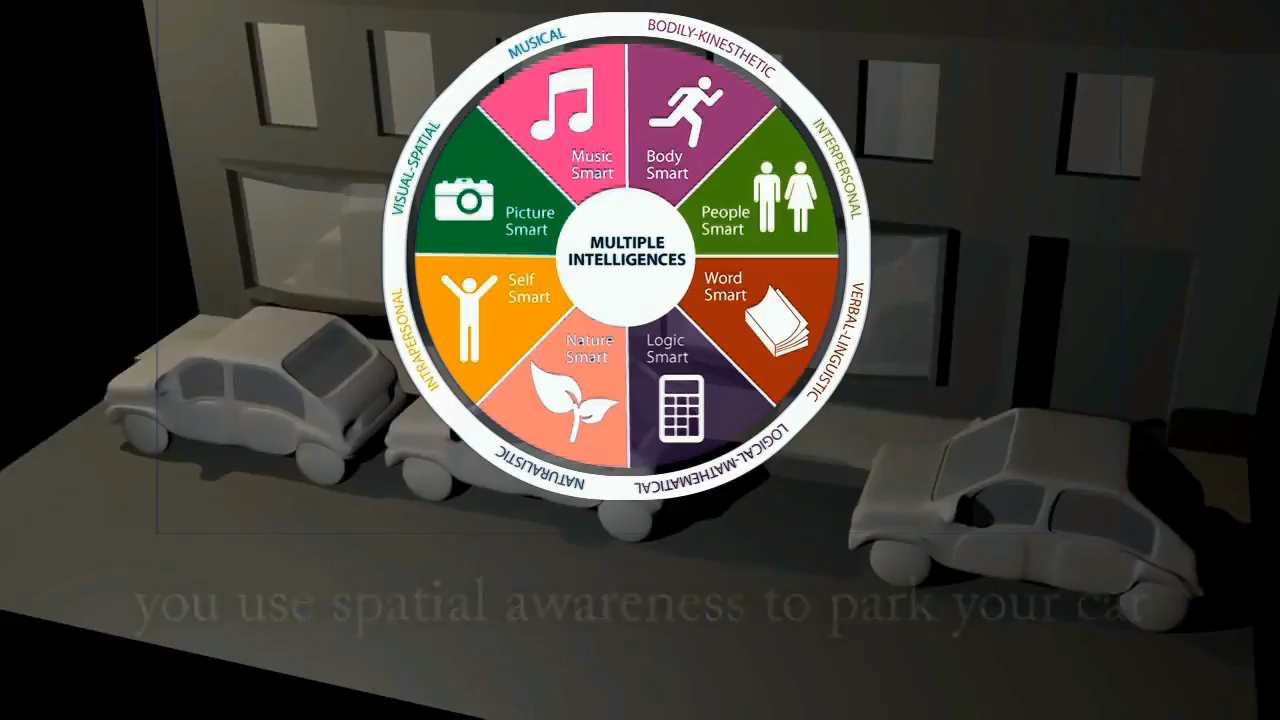 MUSICAL
BODILY-KINESTHETIC
VISUAL-SPATIAL
INTERPERSONAL
Music
Smart
Body
Smart
Picture
Smart
People
Smart
MULTIPLE
INTELLIGENCES
Self
Smart
Word
Smart
INTRAPERSONAL
VERBAL-LINGUISTIC
Nature
Smart
Logic
Smart
NATURALISTIC
LOGICAL-MATHEMATICAL
you use spatial awareness to park your car